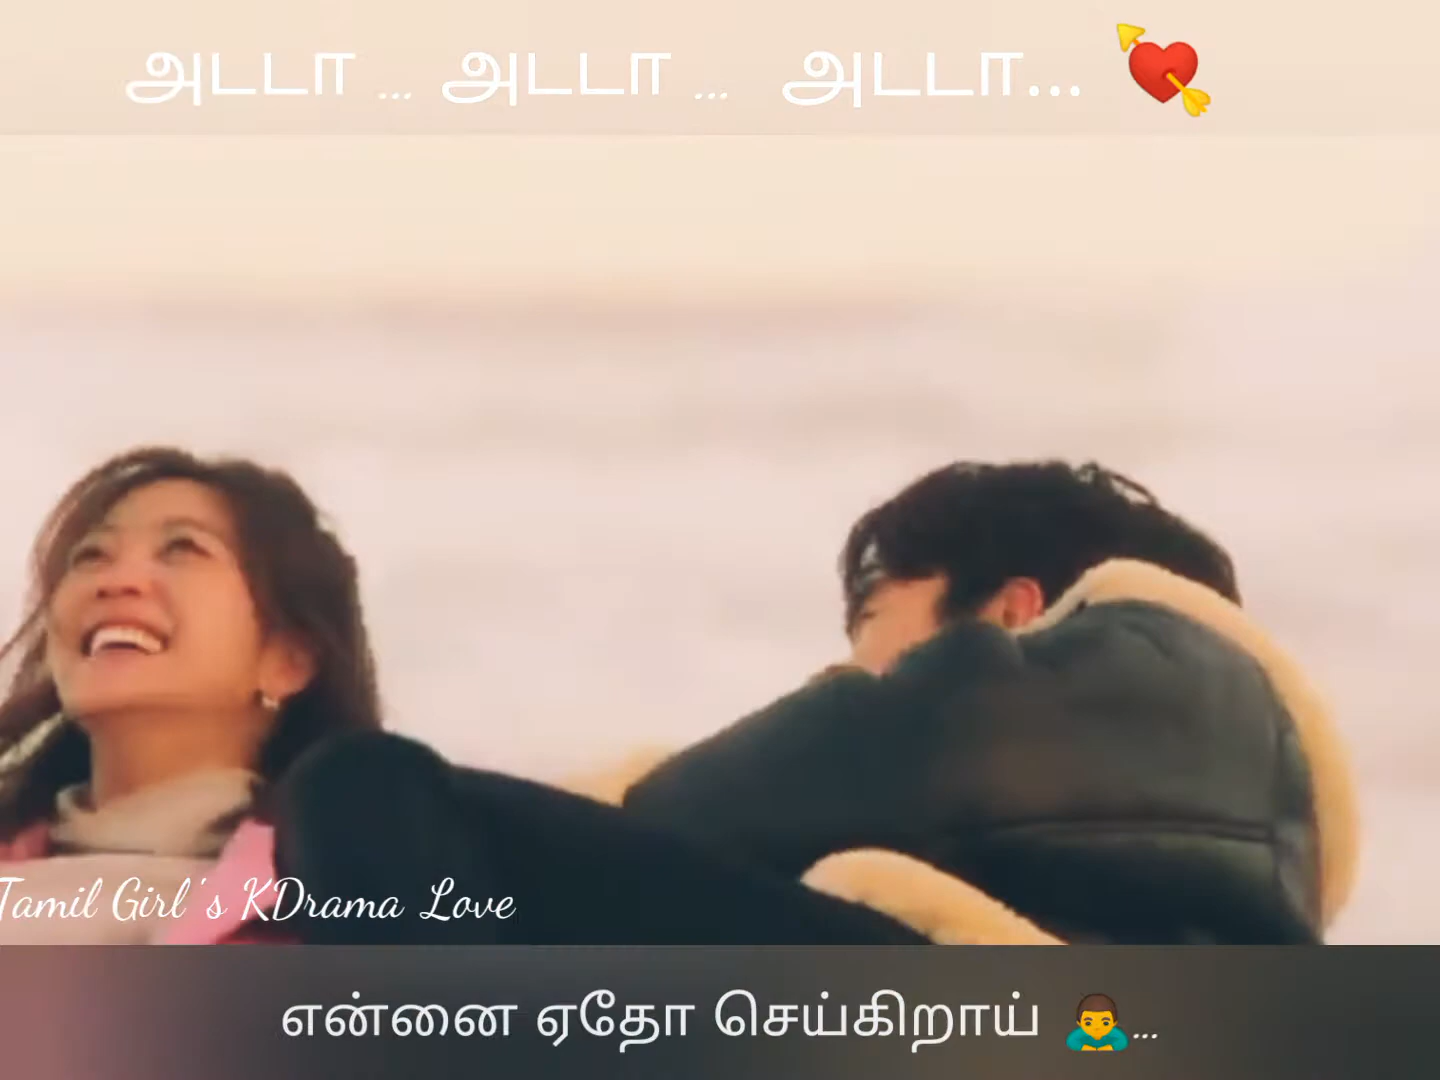 அடடா ... அடடா ... அடடா... 💘
Tamil Girl's KDrama Love
என்னை ஏதோ செய்கிறாய் 🙇‍♂️...